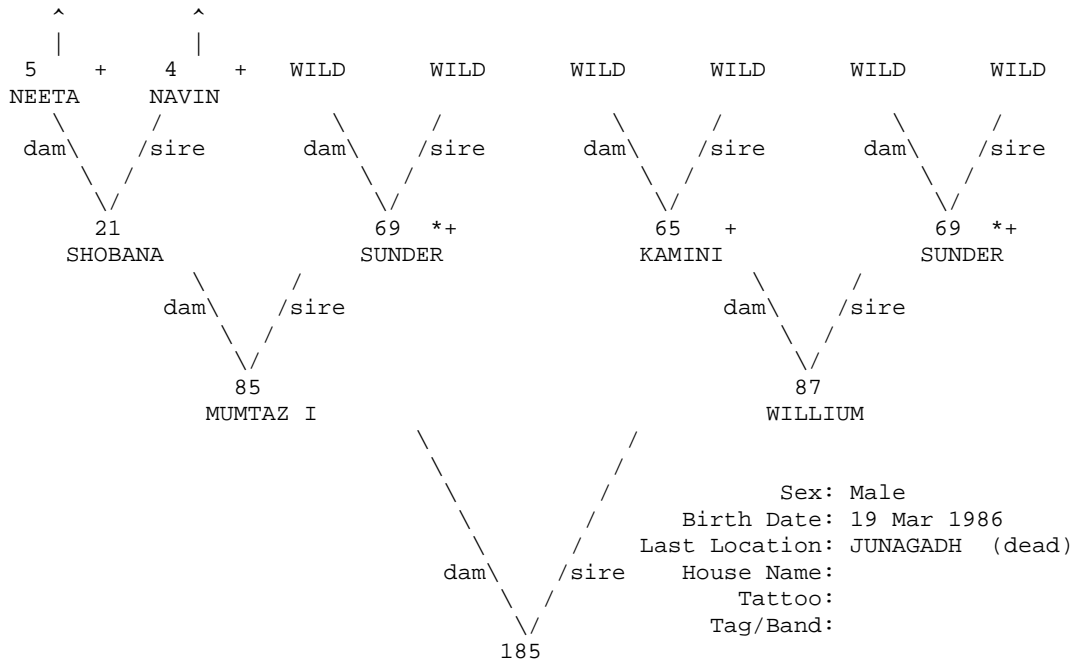 ^ ^
| |
5 + 4 + WILD WILD WILD WILD WILD WILD
NEETA NAVIN
\ / \ / \ / \ /
dam\ /sire dam\ /sire dam\ /sire dam\ /sire
\ / \ / \ / \ /
\/ \/ \/ \/
21 69 *+ 65 + 69 *+
SHOBANA SUNDER KAMINI SUNDER
\ / \ /
dam\ /sire dam\ /sire
\ / \ /
\/ \/
85 87
MUMTAZ I WILLIUM
\ /
\ /
\ / Sex: Male
\ / Birth Date: 19 Mar 1986
\ / Last Location: JUNAGADH (dead)
dam\ /sire House Name:
\ / Tattoo:
\/ Tag/Band:
185